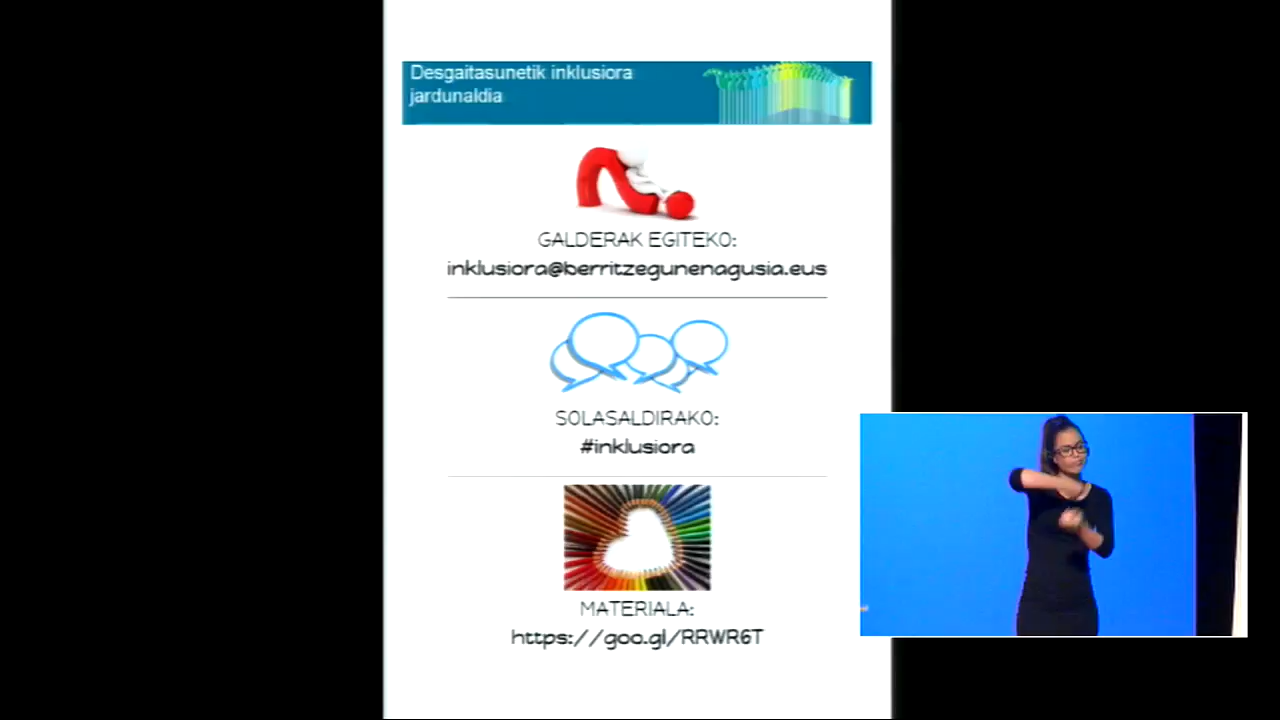 Desgaitasunetik inklusiora
jardunaldia
GALDERAK EGITEKO:
inklusiora@berritzegunenagusia.eus
SOLASALDIRAKO:
#inklusiora
MATERIALA:
https://goo.gl/RRWR6T